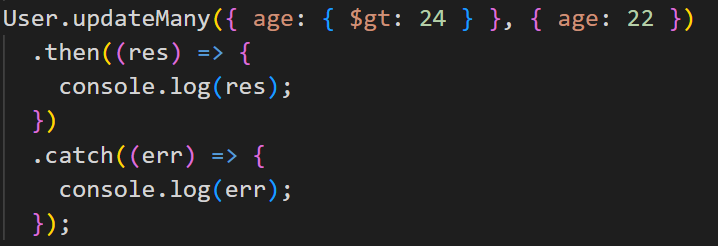 User.updateMany({ age: { $gt: 24 } }, { age: 22 })
  .then((res) => {
    console.log(res);
  })
  .catch((err) => {
    console.log(err);
  });